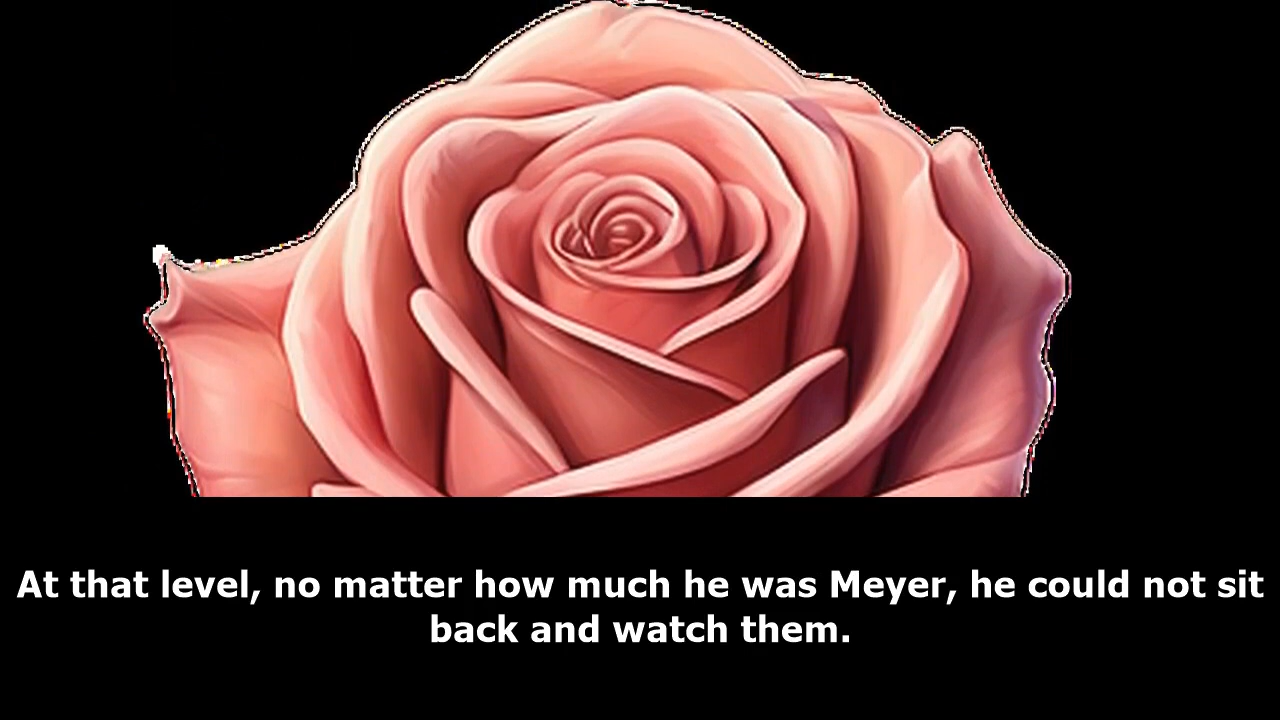 At that level, no matter how much he was Meyer, he could not sit
back and watch them.